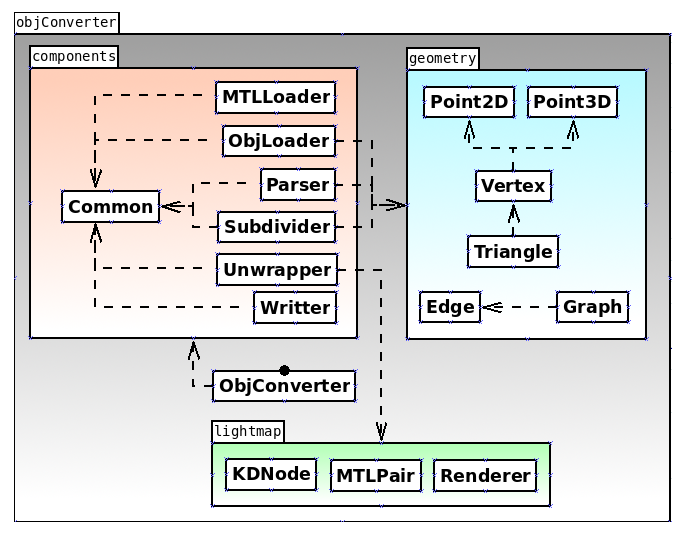 objConverter
components
MTLLoader
ObjLoader
Parser
Common
Subdivider
Unwrapper
Writter
geometry
Point2D
Point3D
Vertex
Triangle
Edge
Graph
ObjConverter
lightmap
KDNode
MTLPair
Renderer